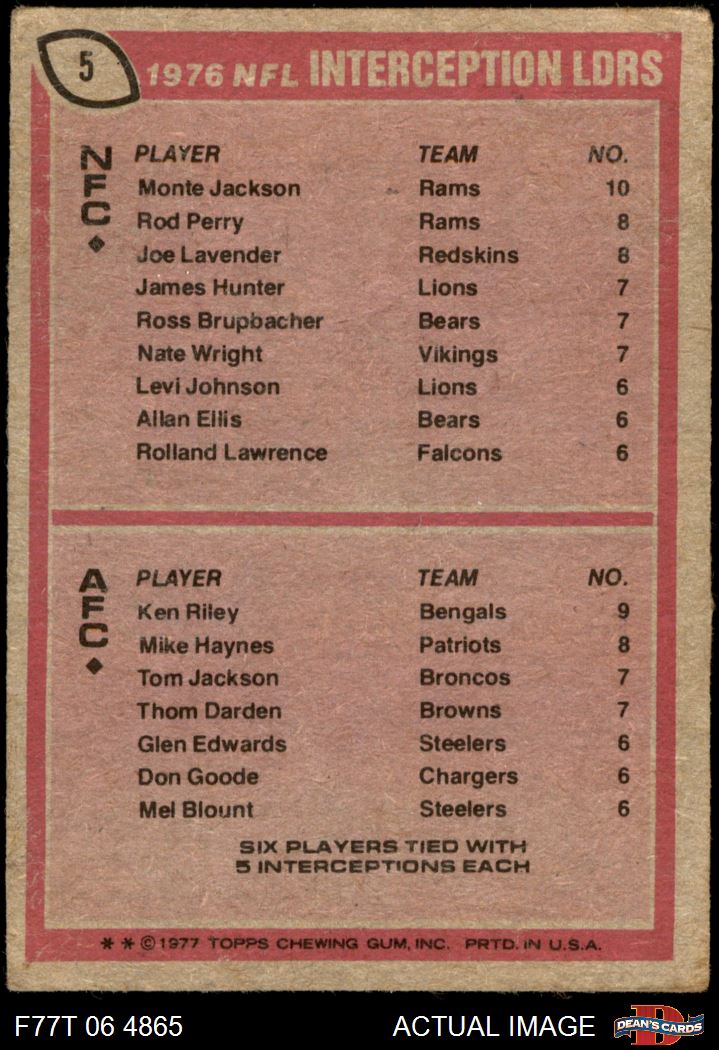 5
1976 NFL INTERCEPTION LDRS
NFC
PLAYER TEAM NO.
Monte Jackson Rams 10
Rod Perry Rams 8
Joe Lavender Redskins 8
James Hunter Lions 7
Ross Brupbacher Bears 7
Nate Wright Vikings 7
Levi Johnson Lions 6
Allan Ellis Bears 6
Rolland Lawrence Falcons 6
AFC
PLAYER TEAM NO.
Ken Riley Bengals 9
Mike Haynes Patriots 8
Tom Jackson Broncos 7
Thom Darden Browns 7
Glen Edwards Steelers 6
Don Goode Chargers 6
Mel Blount Steelers 6
SIX PLAYERS TIED WITH
5 INTERCEPTIONS EACH
* * ©1977 TOPPS CHEWING GUM, INC. PRTD. IN U.S.A.
F77T 06 4865 ACTUAL IMAGE D DEAN'S CARDS